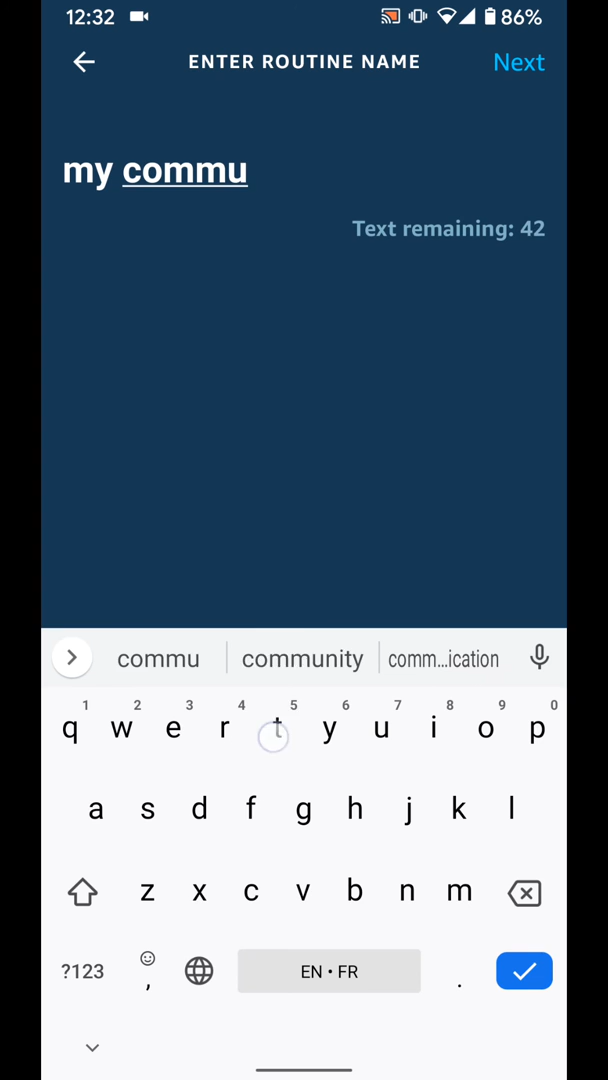 12:32 86%
ENTER ROUTINE NAME Next
my commu
Text remaining: 42
commu community comm...ication
1 2 3 4 5 6 7 8 9 0
q w e r t y u i o p
a s d f g h j k l
z x c v b n m
?123 , EN • FR .